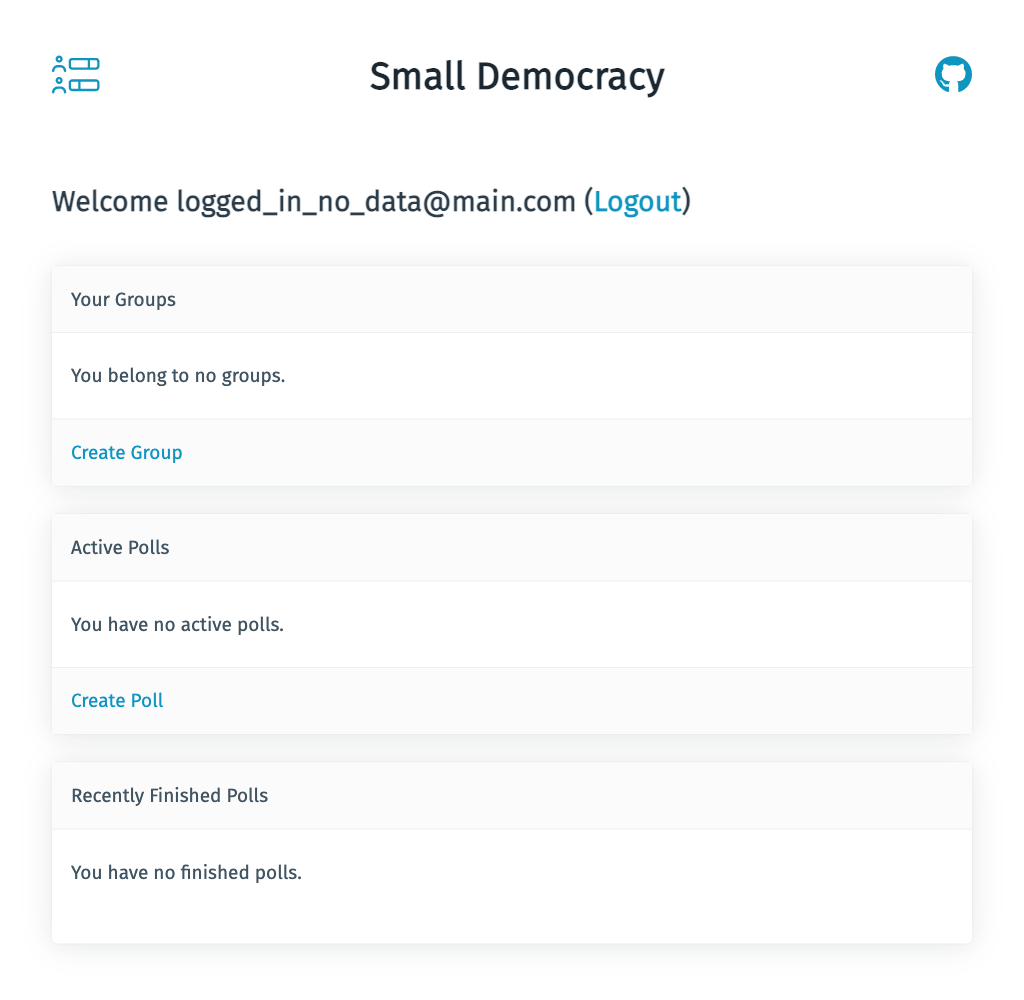 Small Democracy
Welcome logged_in_no_data@main.com (Logout)
Your Groups
You belong to no groups.
Create Group
Active Polls
You have no active polls.
Create Poll
Recently Finished Polls
You have no finished polls.